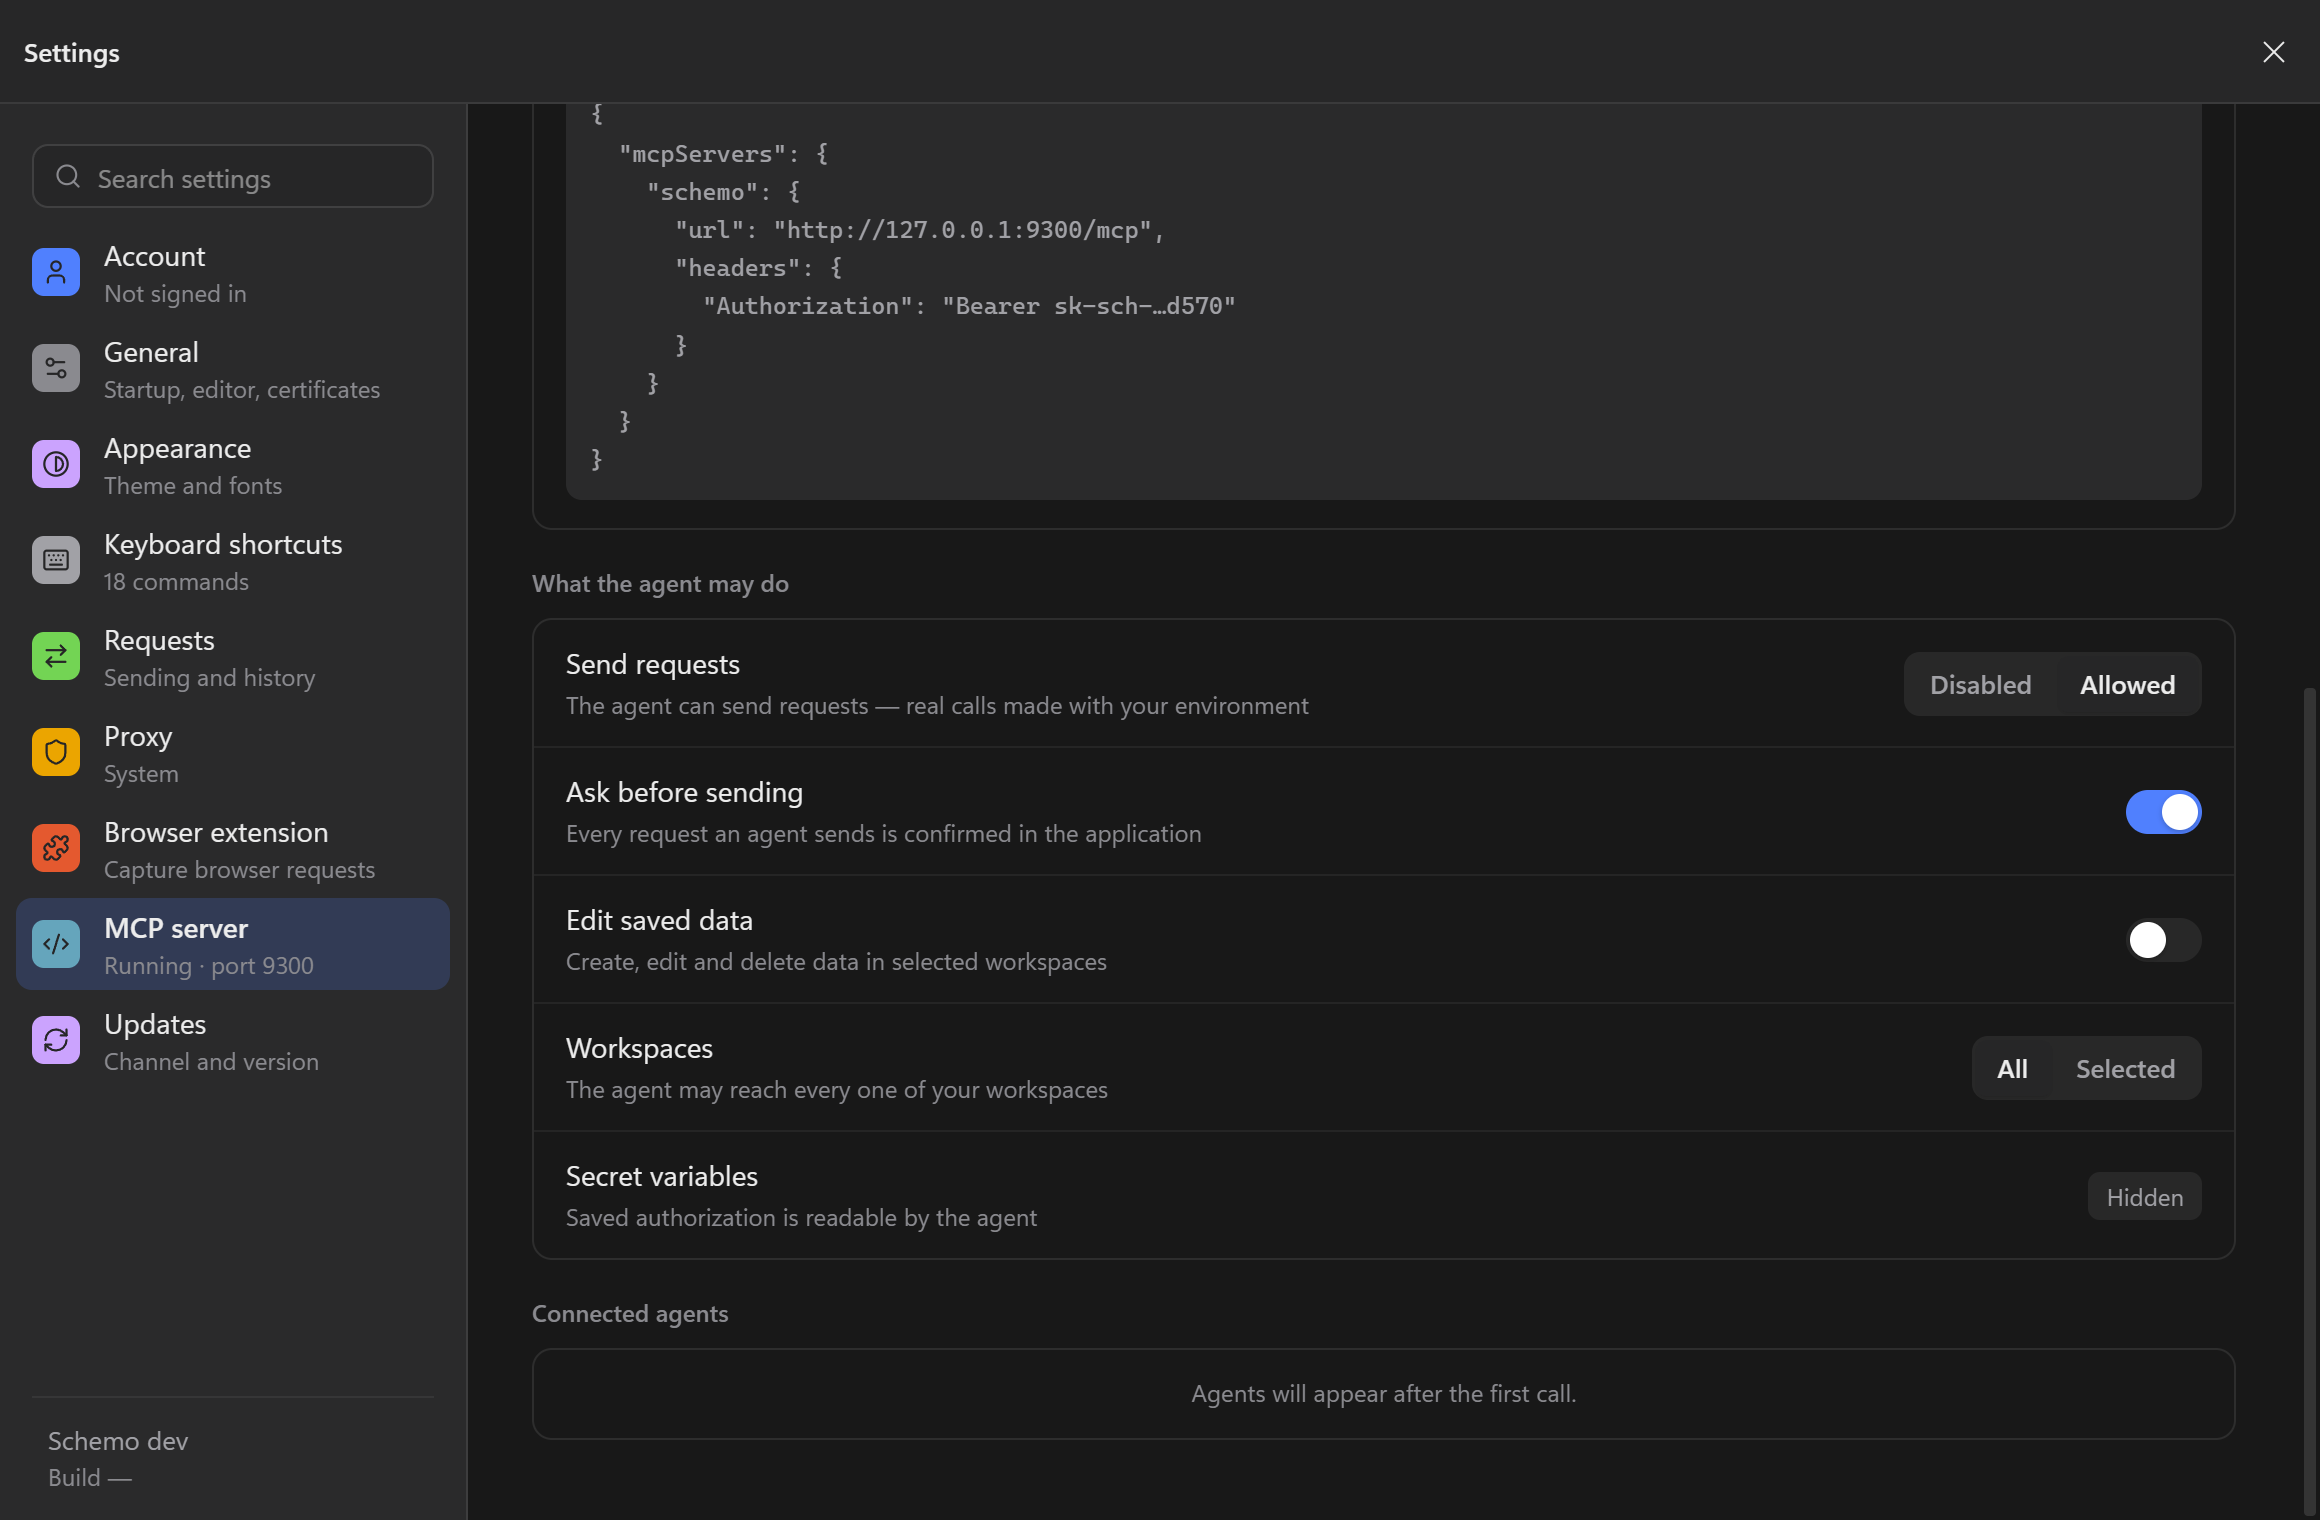 Settings
Search settings
Account
Not signed in
General
Startup, editor, certificates
Appearance
Theme and fonts
Keyboard shortcuts
18 commands
Requests
Sending and history
Proxy
System
Browser extension
Capture browser requests
MCP server
Running · port 9300
Updates
Channel and version
Schemo dev
Build —
{
  "mcpServers": {
    "schemo": {
      "url": "http://127.0.0.1:9300/mcp",
      "headers": {
        "Authorization": "Bearer sk-sch-…d570"
      }
    }
  }
}
What the agent may do
Send requests
The agent can send requests — real calls made with your environment
Disabled Allowed
Ask before sending
Every request an agent sends is confirmed in the application
Edit saved data
Create, edit and delete data in selected workspaces
Workspaces
The agent may reach every one of your workspaces
All Selected
Secret variables
Saved authorization is readable by the agent
Hidden
Connected agents
Agents will appear after the first call.